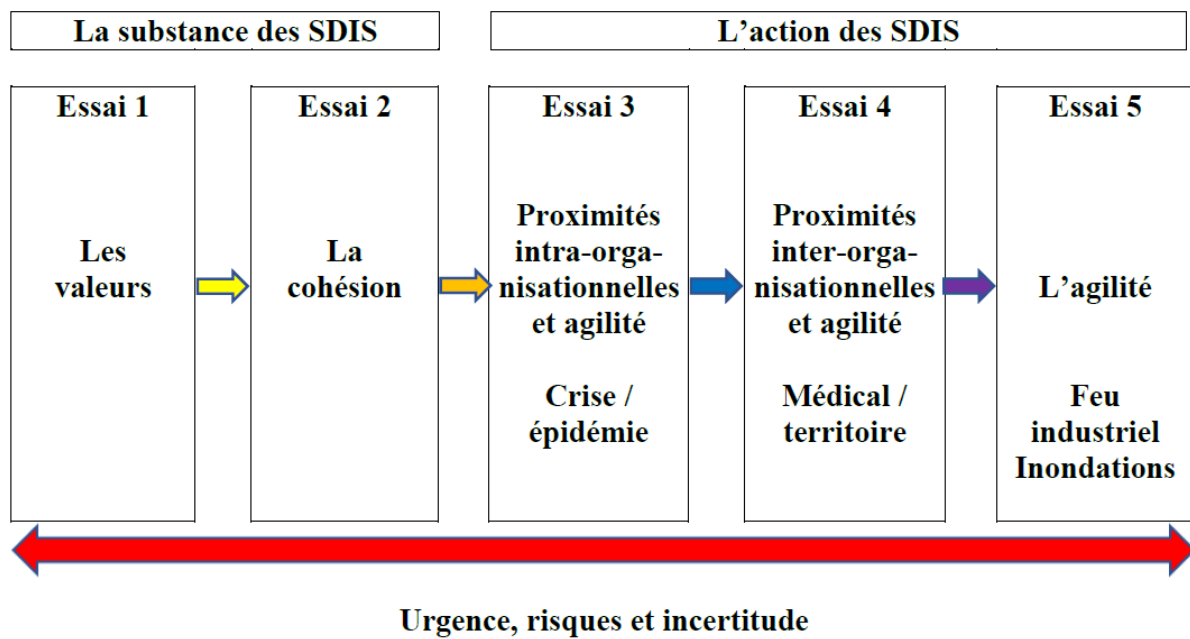 La substance des SDIS
L’action des SDIS
Essai 1
Les
valeurs
Essai 2
La
cohésion
Essai 3
Proximités
intra-orga-
nisationnelles
et agilité
Crise /
épidémie
Essai 4
Proximités
inter-orga-
nisationnelles
et agilité
Médical /
territoire
Essai 5
L’agilité
Feu
industriel
Inondations
Urgence, risques et incertitude